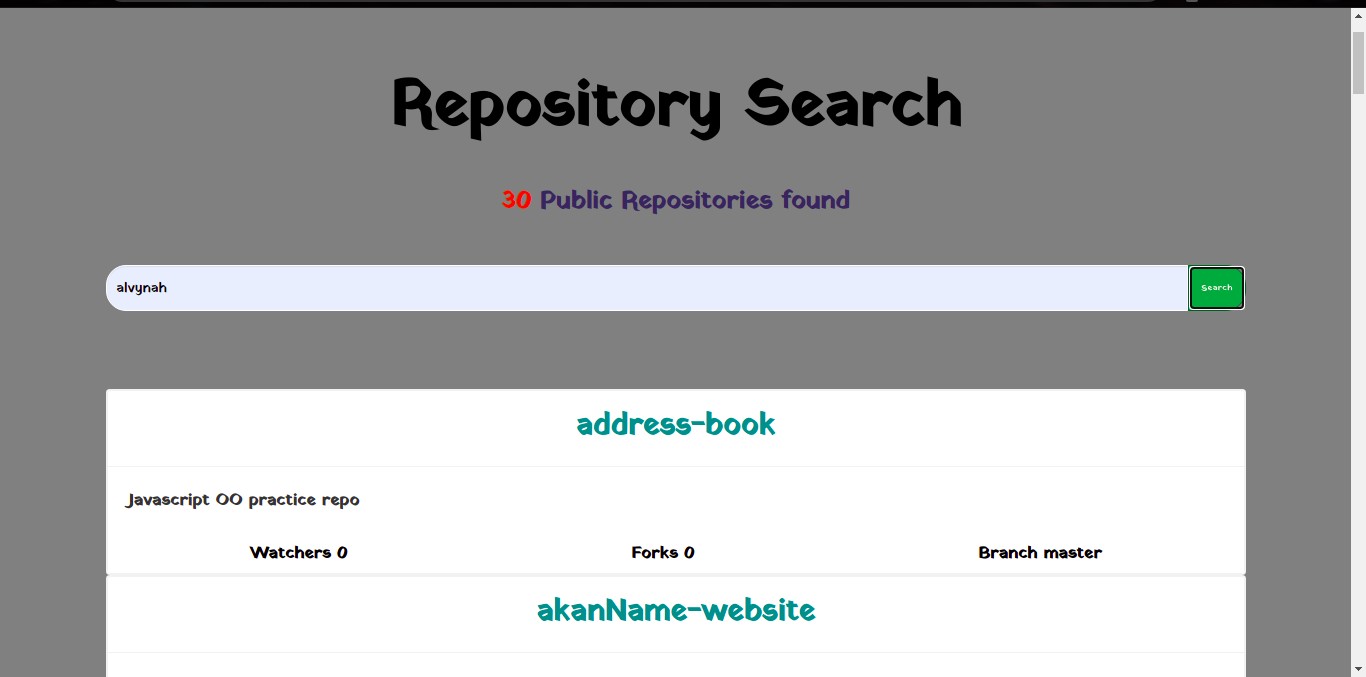 Repository Search
30 Public Repositories found
alvynah Search
address-book
Javascript OO practice repo
Watchers 0 Forks 0 Branch master
akanName-website